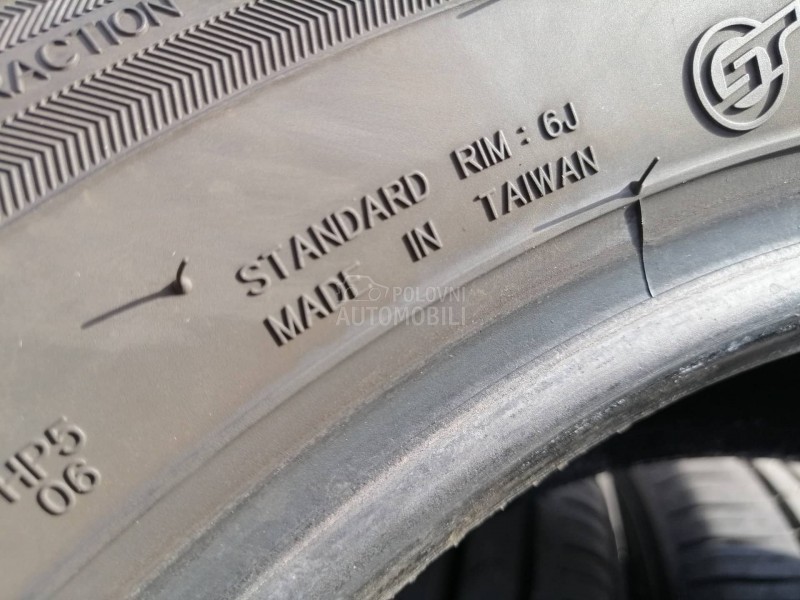 RACTION
STANDARD RIM : 6J
MADE IN TAIWAN
POLOVNI
AUTOMOBILI
HP5
06